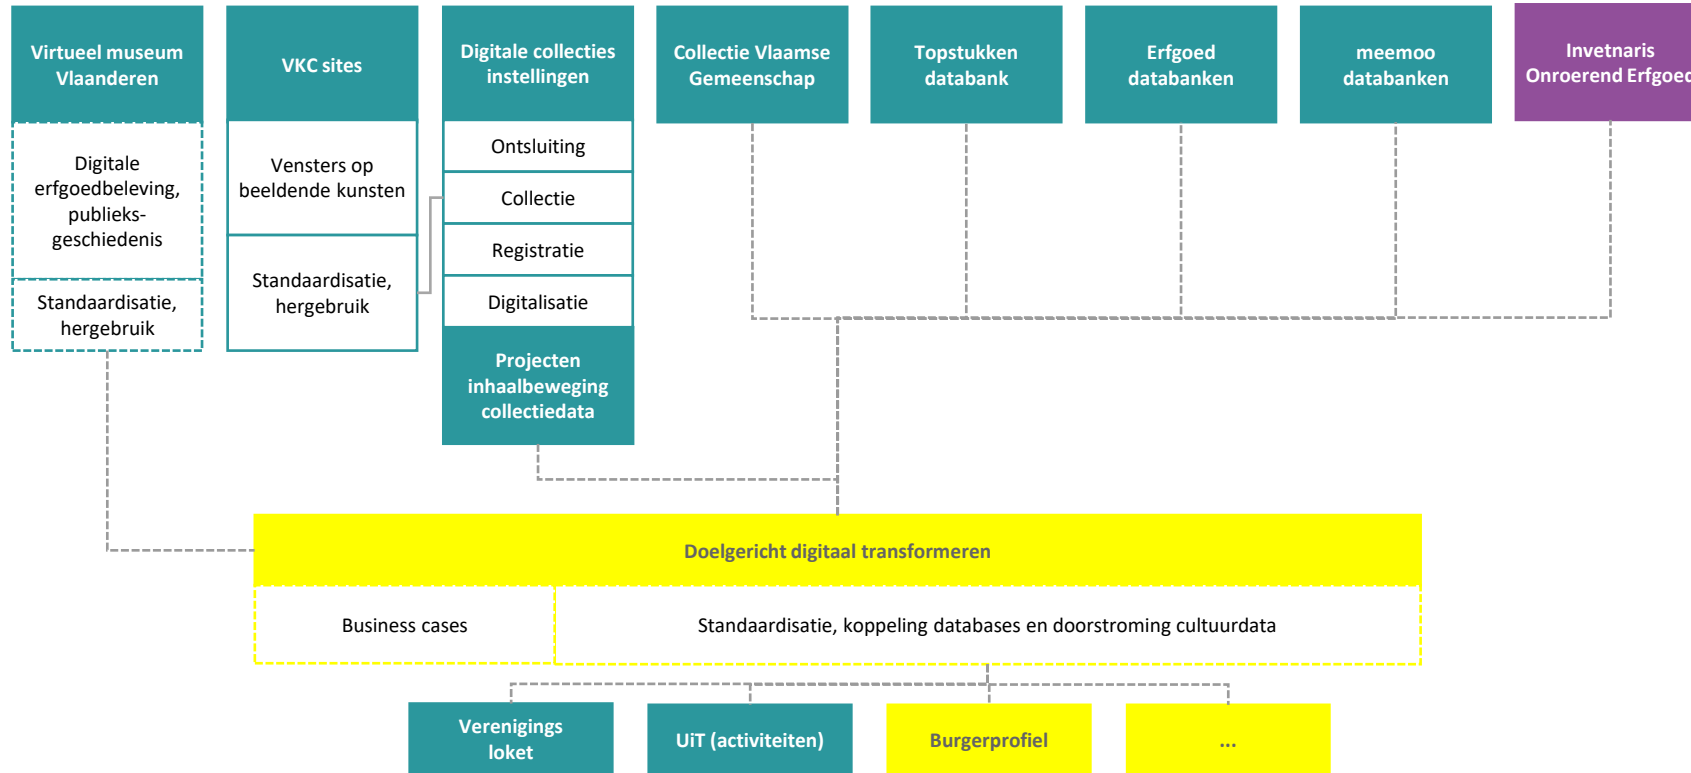 Virtueel museum
Vlaanderen
VKC sites
Digitale collecties
instellingen
Collectie Vlaamse
Gemeenschap
Topstukken
databank
Erfgoed
databanken
meemoo
databanken
Invetnaris
Onroerend Erfgoed
Digitale
erfgoedbeleving,
publieks-
geschiedenis
Standaardisatie,
hergebruik
Vensters op
beeldende kunsten
Standaardisatie,
hergebruik
Ontsluiting
Collectie
Registratie
Digitalisatie
Projecten
inhaalbeweging
collectiedata
Doelgericht digitaal transformeren
Business cases
Standaardisatie, koppeling databases en doorstroming cultuurdata
Verenigings
loket
UiT (activiteiten)
Burgerprofiel
...